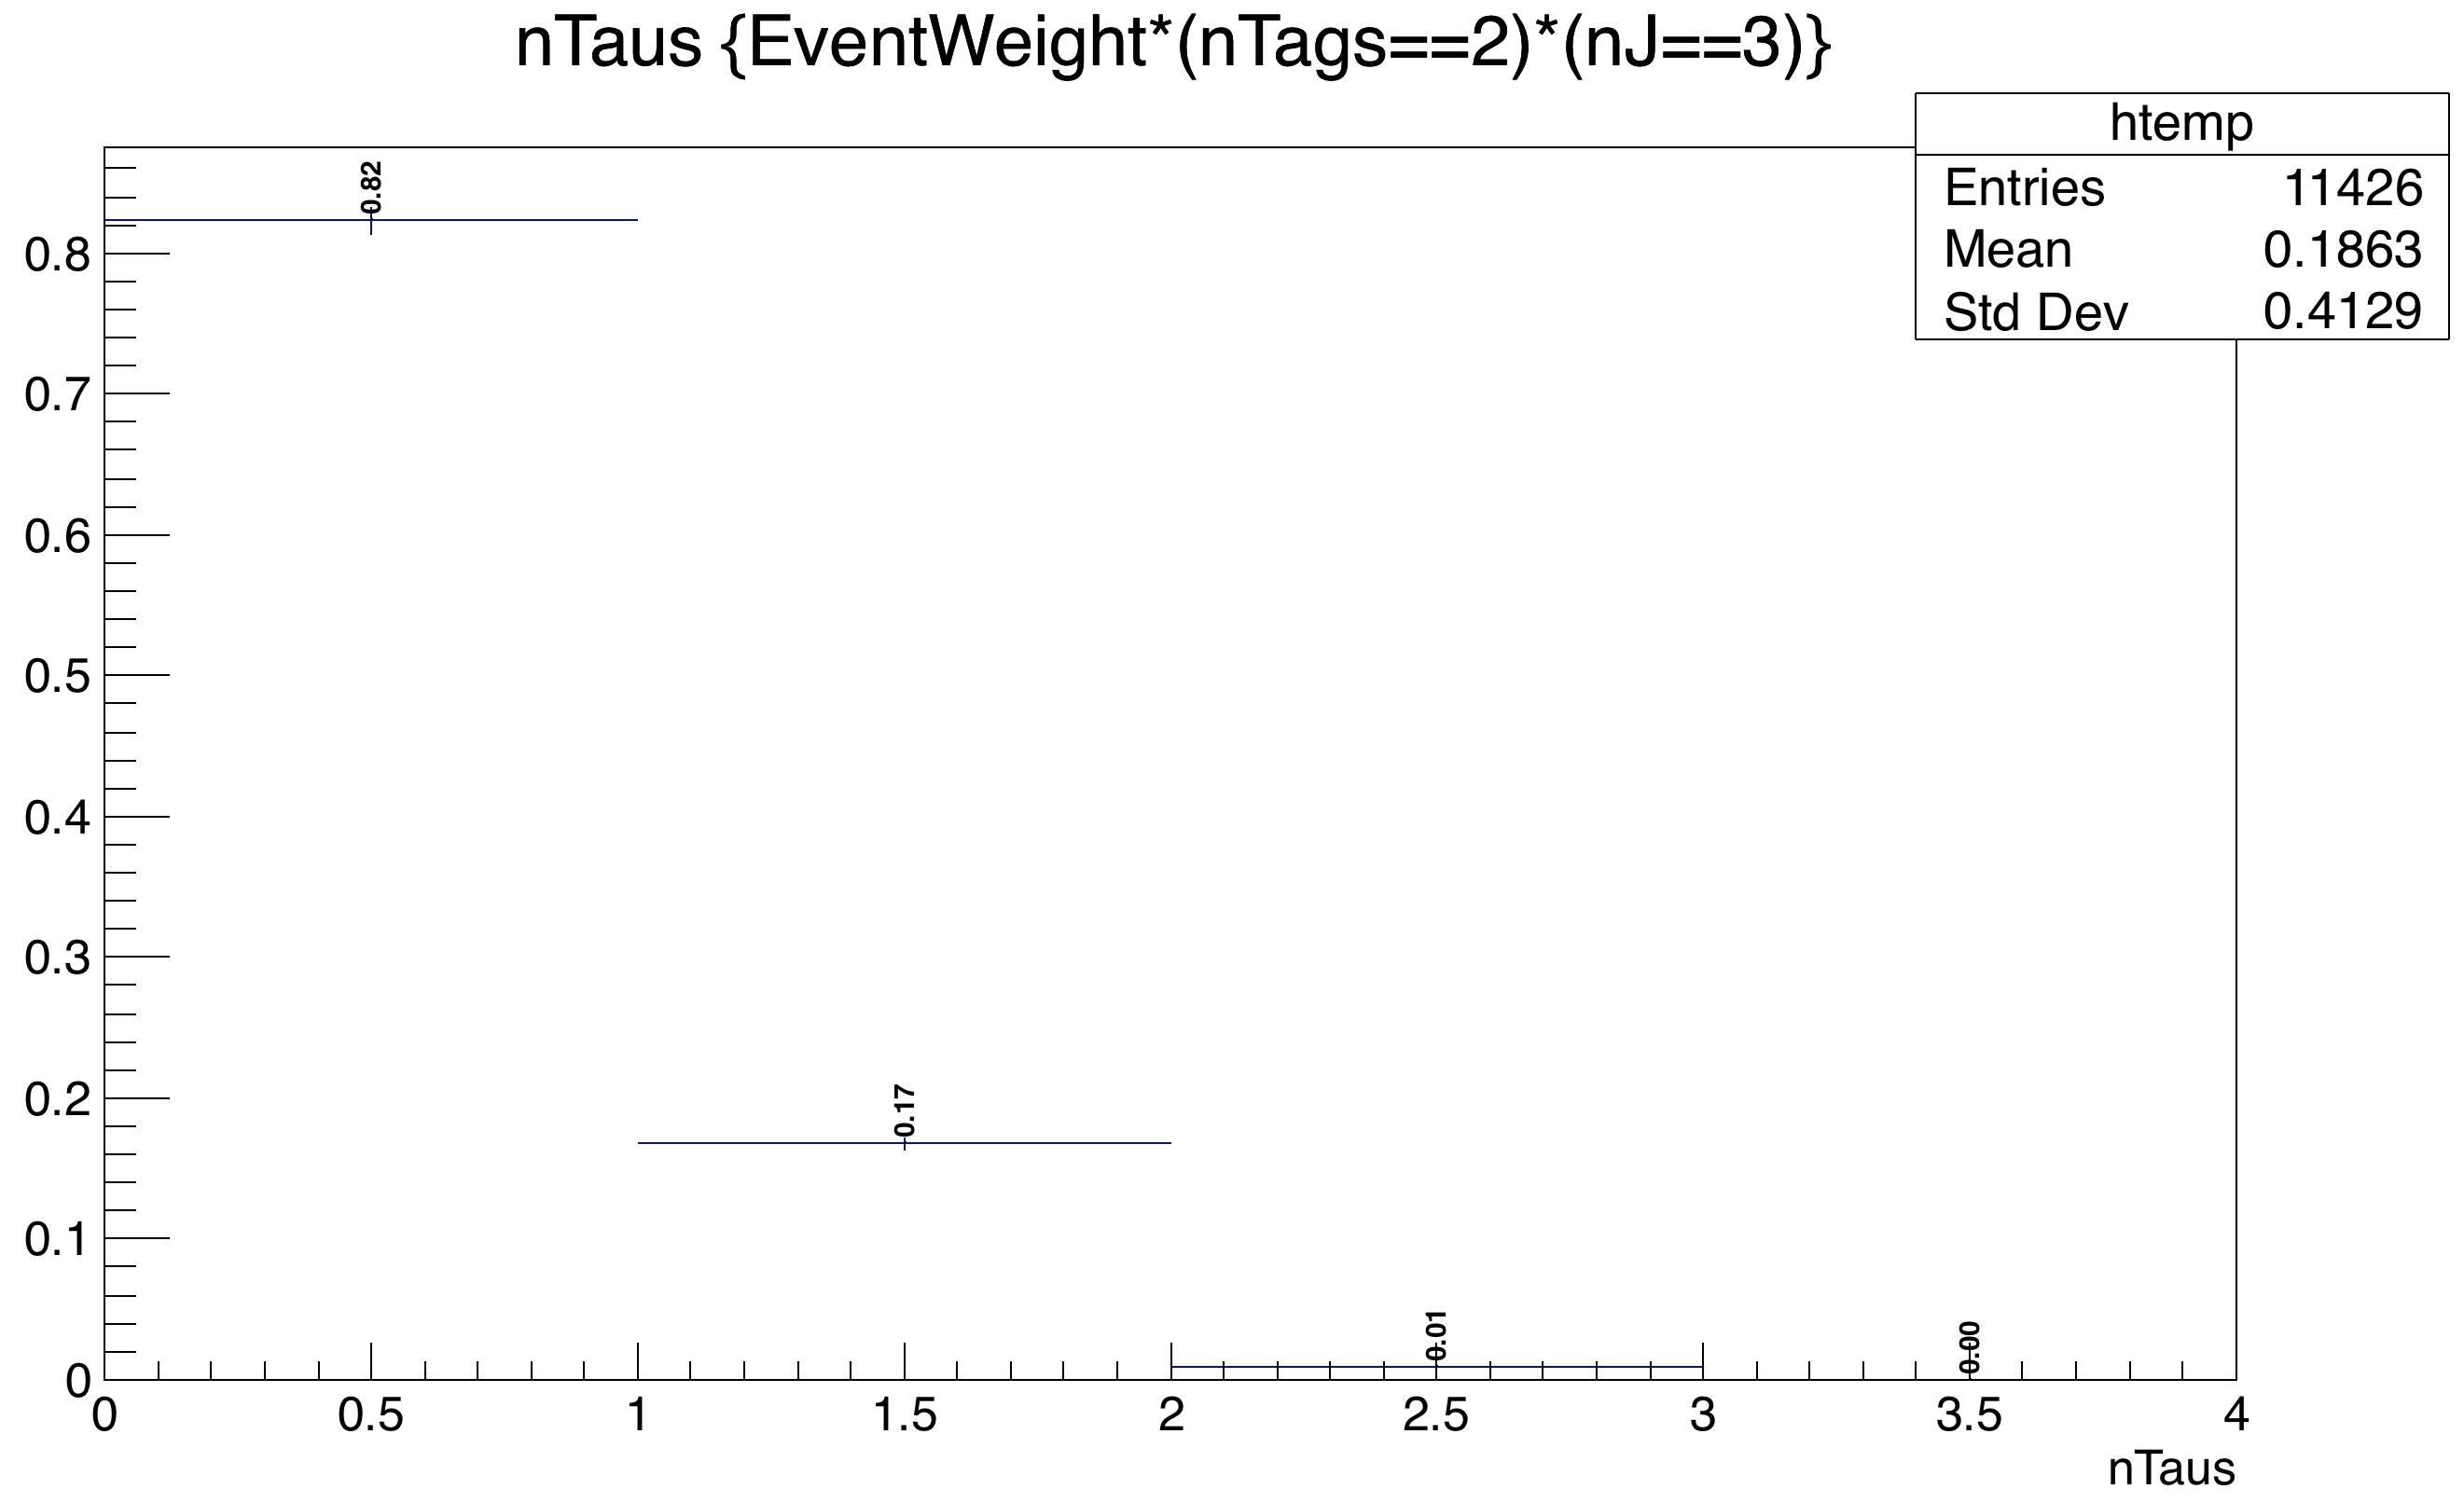 nTaus {EventWeight*(nTags==2)*(nJ==3)}
htemp
Entries 11426
Mean 0.1863
Std Dev 0.4129
0.82
0.8
0.7
0.6
0.5
0.4
0.3
0.2
0.17
0.1
0.01
0.00
0
0 0.5 1 1.5 2 2.5 3 3.5 4
nTaus